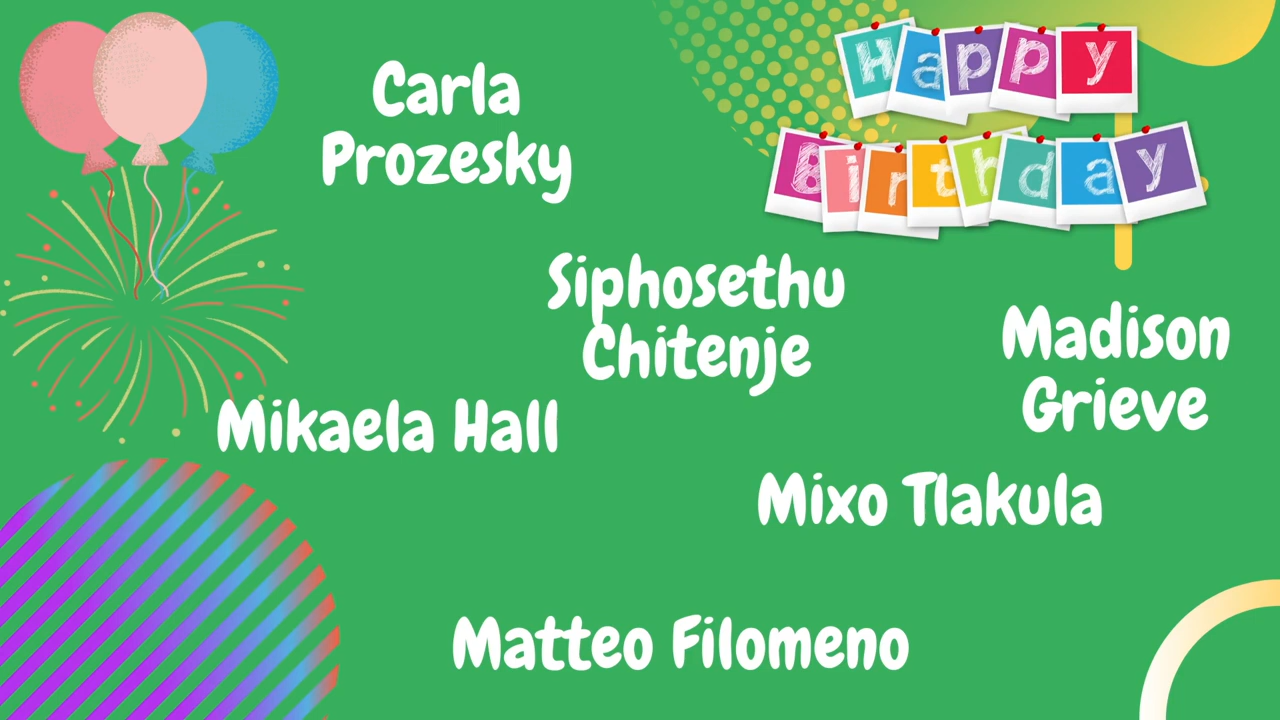 Happy
Birthday
Carla
Prozesky
Siphosethu
Chitenje
Madison
Grieve
Mikaela Hall
Mixo Tlakula
Matteo Filomeno